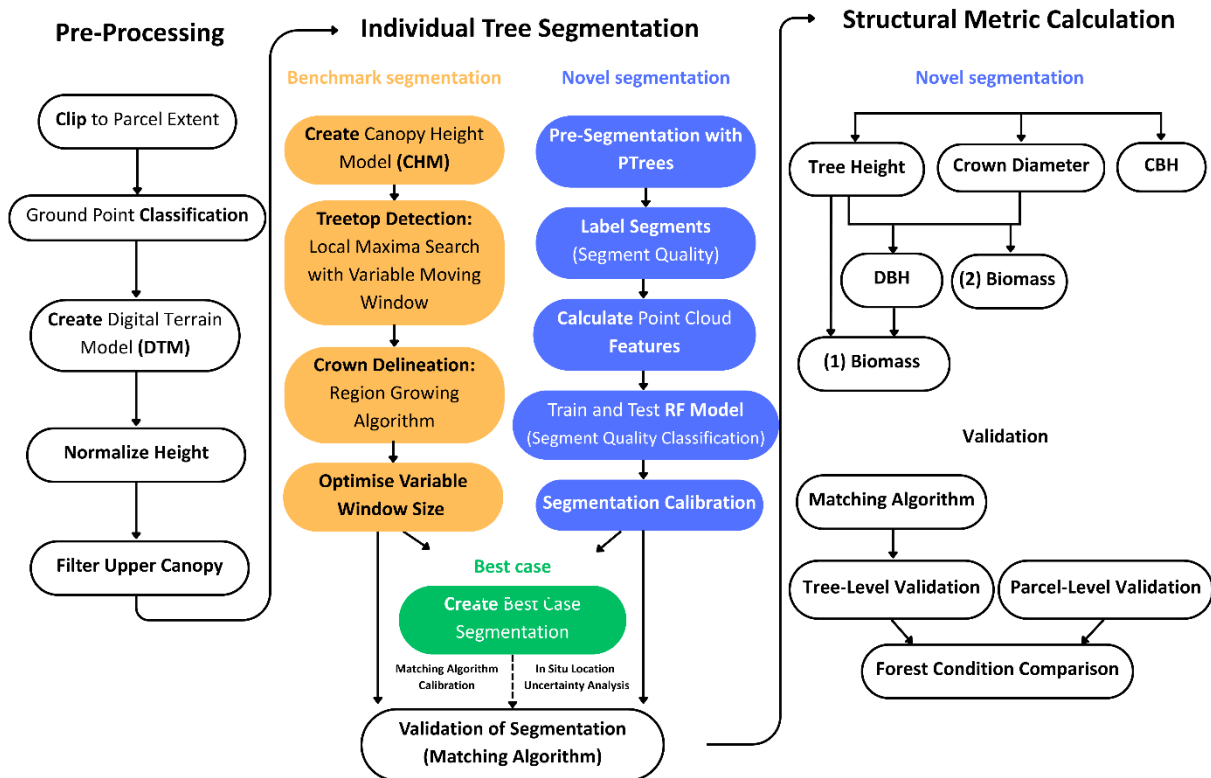 Pre-Processing
Clip to Parcel Extent
Ground Point Classification
Create Digital Terrain
Model (DTM)
Normalize Height
Filter Upper Canopy
Individual Tree Segmentation
Benchmark segmentation
Create Canopy Height
Model (CHM)
Treetop Detection:
Local Maxima Search
with Variable Moving
Window
Crown Delineation:
Region Growing
Algorithm
Optimise Variable
Window Size
Novel segmentation
Pre-Segmentation with
PTrees
Label Segments
(Segment Quality)
Calculate Point Cloud
Features
Train and Test RF Model
(Segment Quality Classification)
Segmentation Calibration
Best case
Create Best Case
Segmentation
Matching Algorithm
Calibration
In Situ Location
Uncertainty Analysis
Validation of Segmentation
(Matching Algorithm)
Structural Metric Calculation
Novel segmentation
Tree Height
Crown Diameter
CBH
DBH
(2) Biomass
(1) Biomass
Validation
Matching Algorithm
Tree-Level Validation
Parcel-Level Validation
Forest Condition Comparison